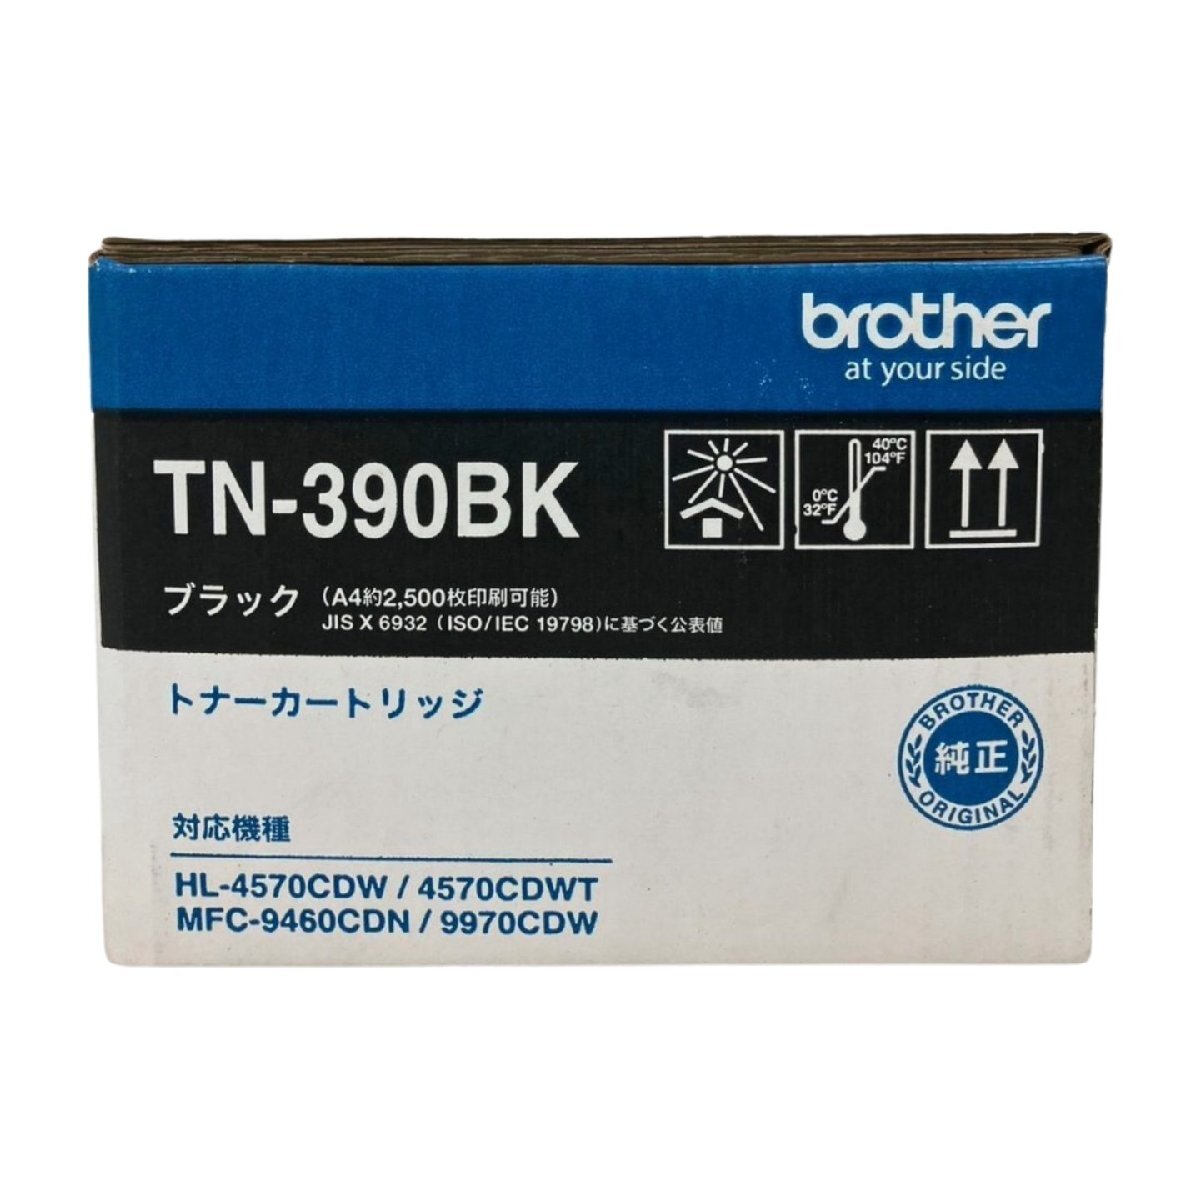 brother
at your side
TN-390BK
40°C
104°F
0°C
32°F
ブラック （A4約2,500枚印刷可能）
JIS X 6932（ISO/IEC 19798）に基づく公表値
トナーカートリッジ
BROTHER
純正
ORIGINAL
対応機種
HL-4570CDW / 4570CDWT
MFC-9460CDN / 9970CDW